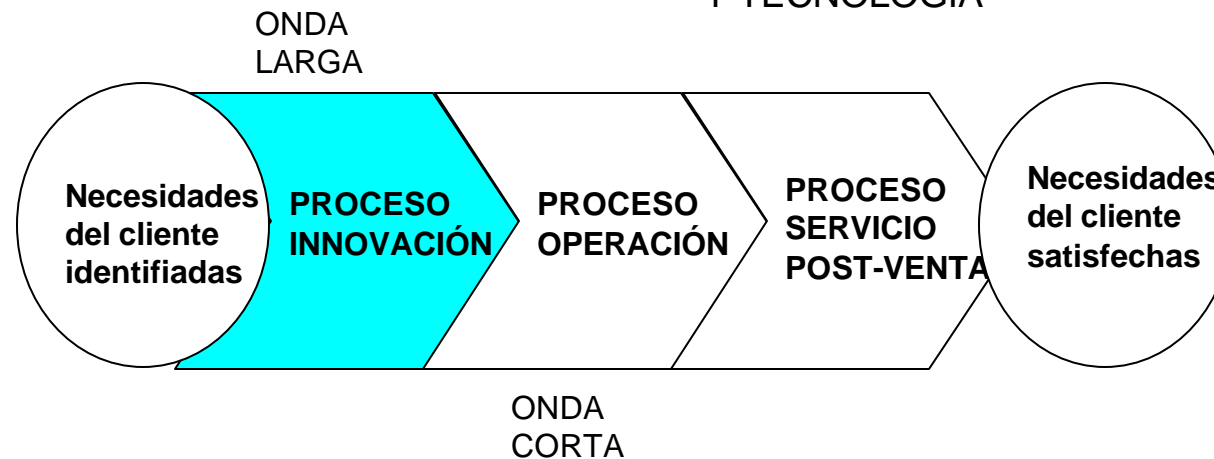 Y TECNOLOGÍA
ONDA
LARGA
Necesidades
del cliente
identifiadas
PROCESO
INNOVACIÓN
PROCESO
OPERACIÓN
PROCESO
SERVICIO
POST-VENTA
Necesidades
del cliente
satisfechas
ONDA
CORTA